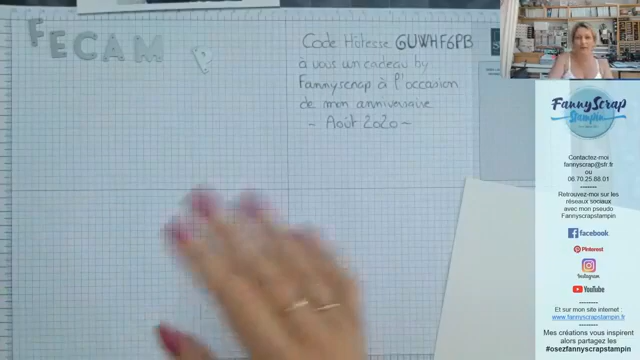 FECAM
Code Hôtesse GUWHF6PB
à vous un cadeau by
Fannyscrap à l'occasion
de mon anniversaire
~ Août 2020 ~
FannyScrap
Stampin
Contactez-moi
fannyscrap@sfr.fr
ou
06.70.25.88.01
--------
Retrouvez-moi sur les
réseaux sociaux
avec mon pseudo
Fannyscrapstampin
facebook
Pinterest
Instagram
YouTube
--------
Et sur mon site internet :
www.fannyscrapstampin.fr
--------
Mes créations vous inspirent
alors partagez les
#osezfannyscrapstampin